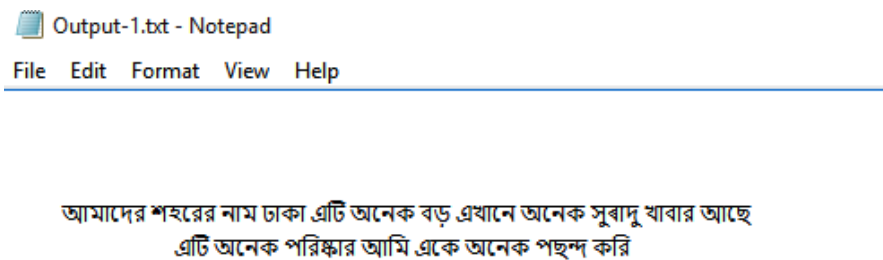 Output-1.txt - Notepad
File Edit Format View Help
আমাদের শহরের নাম ঢাকা এটি অনেক বড় এখানে অনেক সুৰাদু খাবার আছে
এটি অনেক পরিষ্কার আমি একে অনেক পছন্দ করি